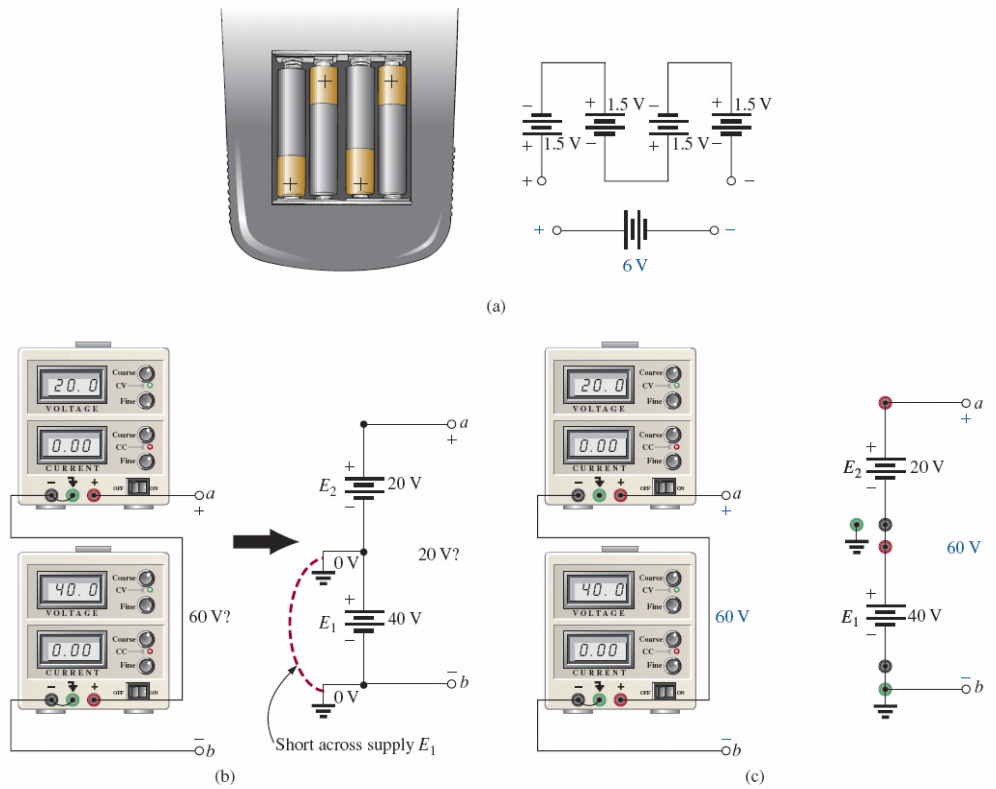 + + + +
− + 1.5 V − + 1.5 V
+ 1.5 V − + 1.5 V −
+ −
+ −
6 V
(a)
20.0
VOLTAGE
Coarse
CV
Fine
0.00
CURRENT
Coarse
CC
Fine
− + OFF ON
a
+
40.0
VOLTAGE
Coarse
CV
Fine
0.00
CURRENT
Coarse
CC
Fine
− + OFF ON
60 V?
−
b
a
+
+
E2 20 V
−
0 V
20 V?
+
E1 40 V
−
0 V
−
b
Short across supply E1
(b)
20.0
VOLTAGE
Coarse
CV
Fine
0.00
CURRENT
Coarse
CC
Fine
− + OFF ON
a
+
40.0
VOLTAGE
Coarse
CV
Fine
0.00
CURRENT
Coarse
CC
Fine
− + OFF ON
60 V
−
b
a
+
+
E2 20 V
−
60 V
+
E1 40 V
−
−
b
(c)